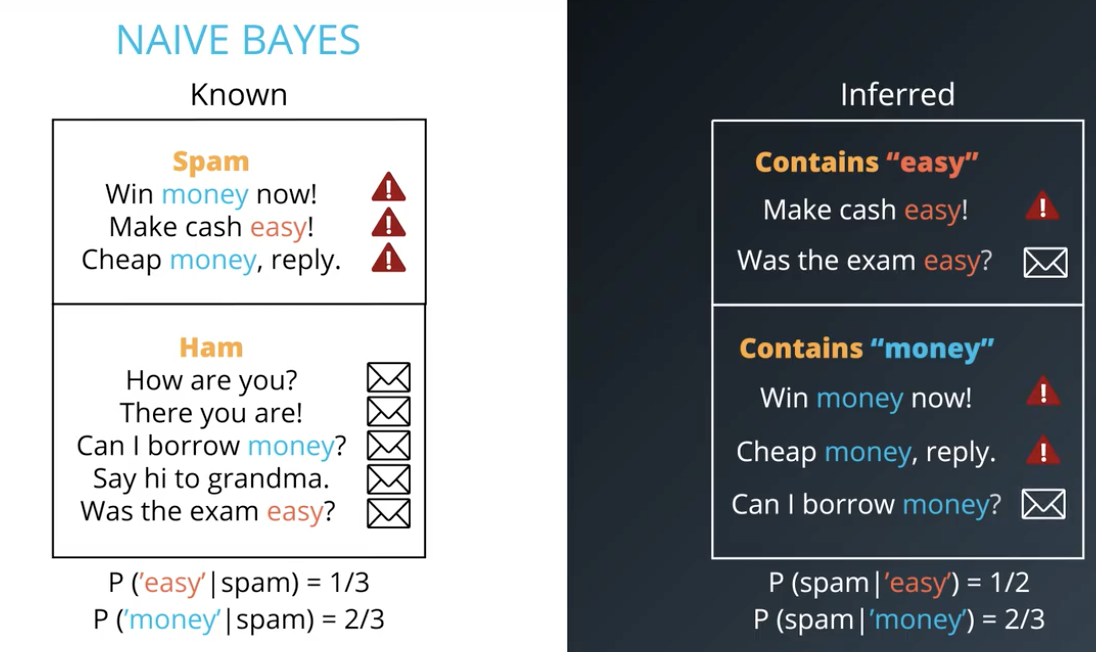 NAIVE BAYES
Known
Spam
Win money now!
Make cash easy!
Cheap money, reply.
Ham
How are you?
There you are!
Can I borrow money?
Say hi to grandma.
Was the exam easy?
P (’easy’|spam) = 1/3
P (’money’|spam) = 2/3
Inferred
Contains “easy”
Make cash easy!
Was the exam easy?
Contains “money”
Win money now!
Cheap money, reply.
Can I borrow money?
P (spam|’easy’) = 1/2
P (spam|’money’) = 2/3